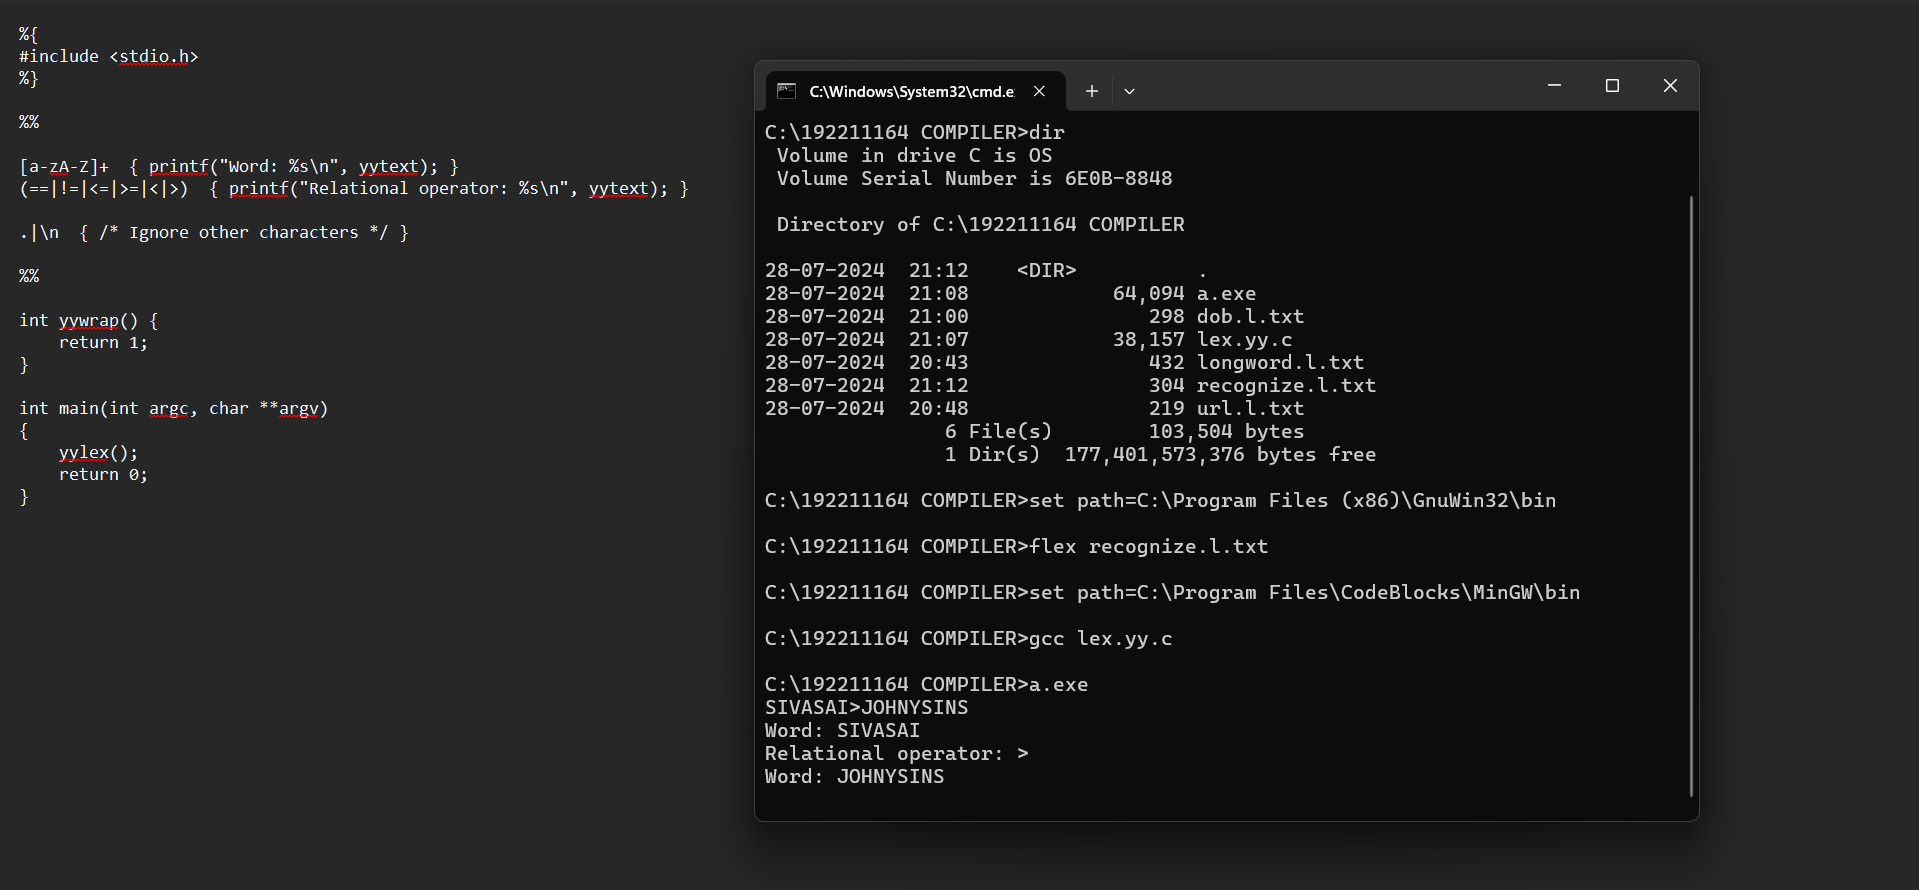 %{
#include <stdio.h>
%}
%%
[a-zA-Z]+  { printf("Word: %s\n", yytext); }
(==|!=|<=|>=|<|>)  { printf("Relational operator: %s\n", yytext); }
.|\n  { /* Ignore other characters */ }
%%
int yywrap() {
    return 1;
}
int main(int argc, char **argv)
{
    yylex();
    return 0;
}
C:\Windows\System32\cmd.e
C:\192211164 COMPILER>dir
 Volume in drive C is OS
 Volume Serial Number is 6E0B-8848
 Directory of C:\192211164 COMPILER
28-07-2024  21:12    <DIR>          .
28-07-2024  21:08            64,094 a.exe
28-07-2024  21:00               298 dob.l.txt
28-07-2024  21:07            38,157 lex.yy.c
28-07-2024  20:43               432 longword.l.txt
28-07-2024  21:12               304 recognize.l.txt
28-07-2024  20:48               219 url.l.txt
               6 File(s)        103,504 bytes
               1 Dir(s)  177,401,573,376 bytes free
C:\192211164 COMPILER>set path=C:\Program Files (x86)\GnuWin32\bin
C:\192211164 COMPILER>flex recognize.l.txt
C:\192211164 COMPILER>set path=C:\Program Files\CodeBlocks\MinGW\bin
C:\192211164 COMPILER>gcc lex.yy.c
C:\192211164 COMPILER>a.exe
SIVASAI>JOHNYSINS
Word: SIVASAI
Relational operator: >
Word: JOHNYSINS